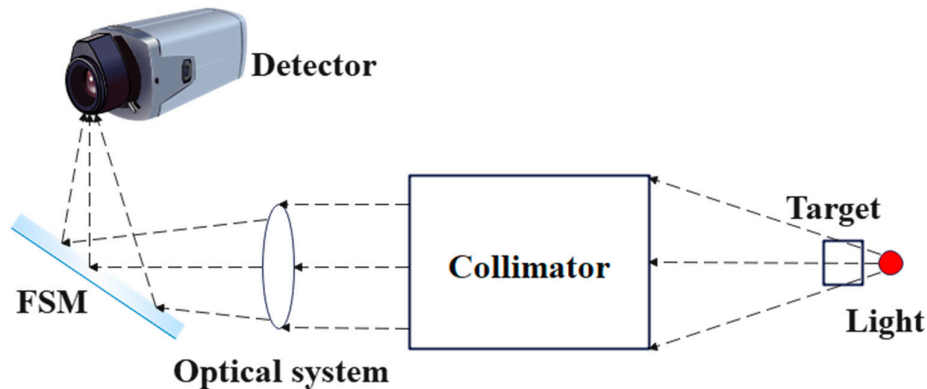 Detector
Target
Collimator
FSM
Light
Optical system